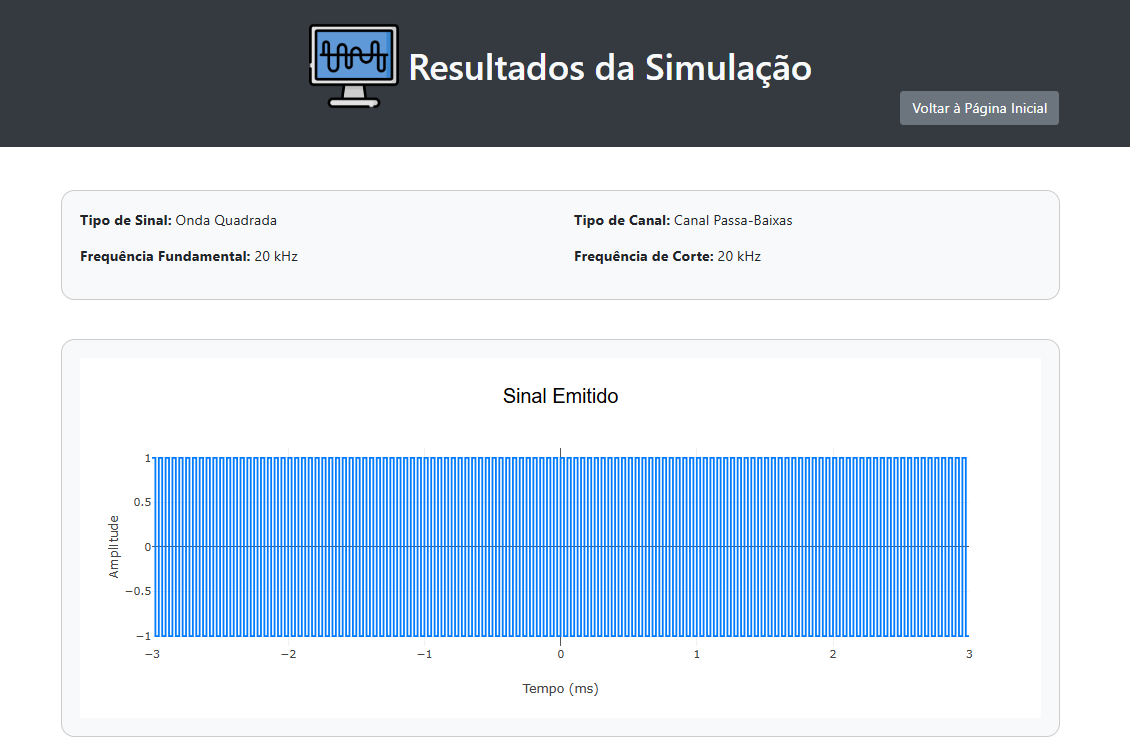 Resultados da Simulação
Voltar à Página Inicial
Tipo de Sinal: Onda Quadrada
Tipo de Canal: Canal Passa-Baixas
Frequência Fundamental: 20 kHz
Frequência de Corte: 20 kHz
Sinal Emitido
1
0.5
0
−0.5
−1
Amplitude
−3 −2 −1 0 1 2 3
Tempo (ms)